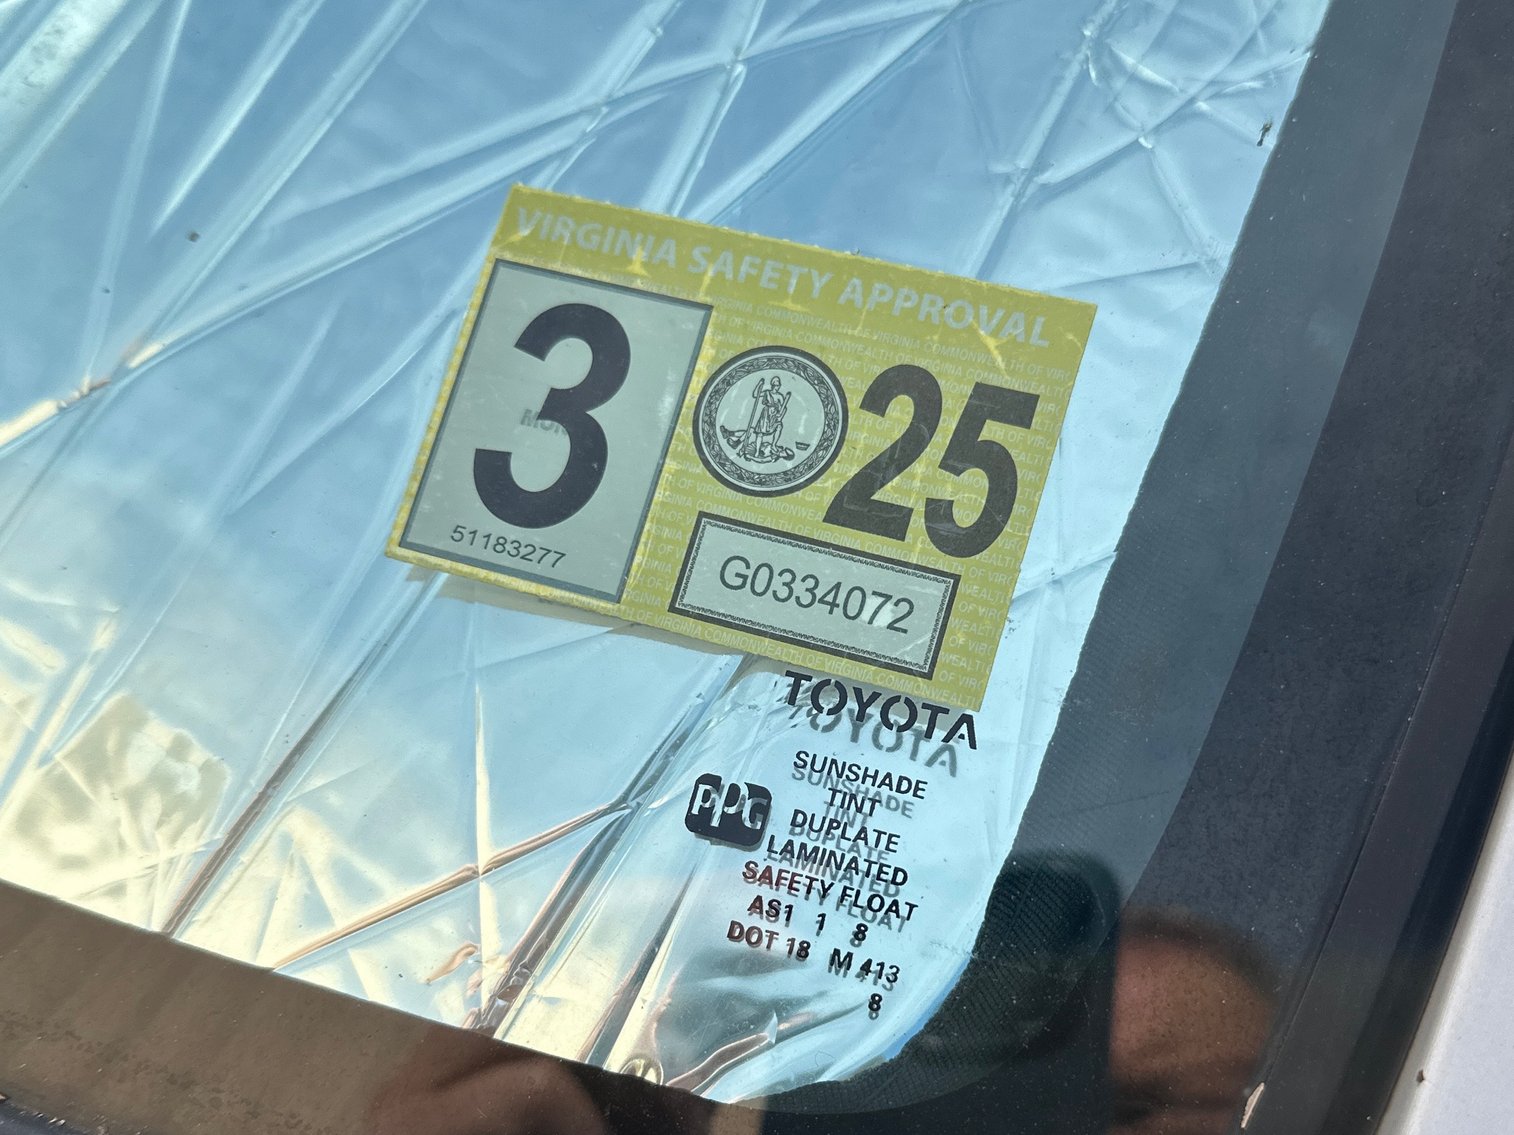 VIRGINIA SAFETY APPROVAL
3
51183277
25
G0334072
TOYOTA
SUNSHADE
TINT
PPG
DUPLATE
LAMINATED
SAFETY FLOAT
AS1 1 8
DOT 18 M 413
8